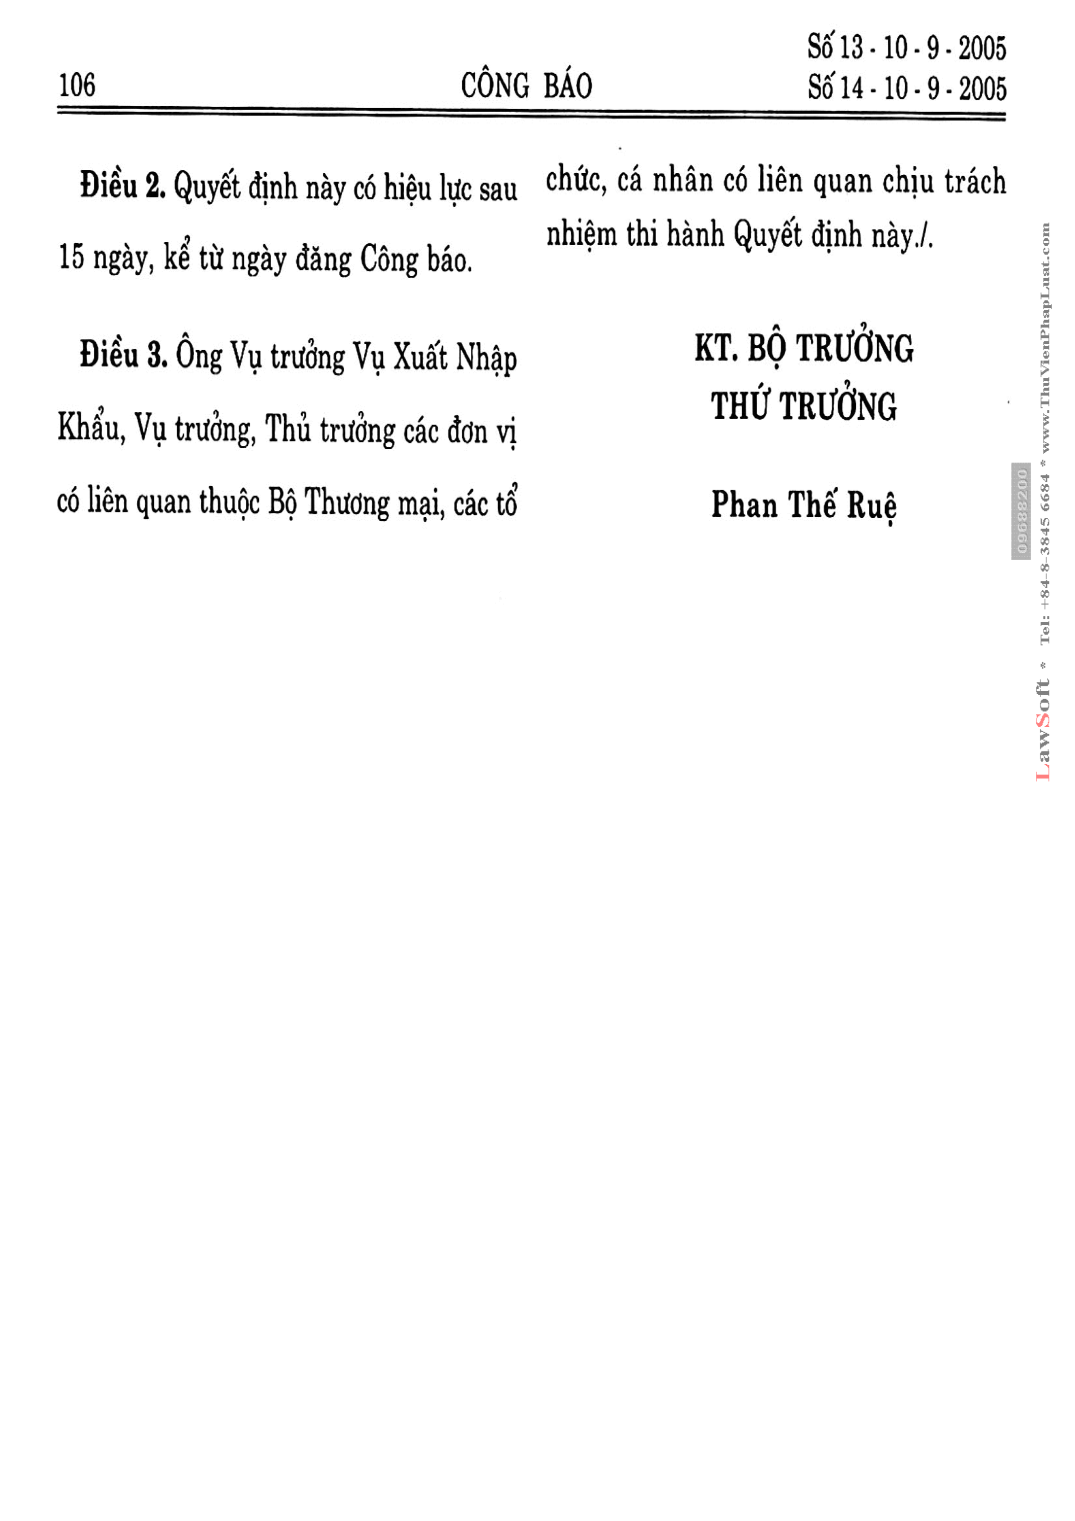 Số 13 - 10 - 9 - 2005
106 CÔNG BÁO Số 14 - 10 - 9 - 2005
Điều 2. Quyết định này có hiệu lực sau
15 ngày, kể từ ngày đăng Công báo.
Điều 3. Ông Vụ trưởng Vụ Xuất Nhập
Khẩu, Vụ trưởng, Thủ trưởng các đơn vị
có liên quan thuộc Bộ Thương mại, các tổ
chức, cá nhân có liên quan chịu trách
nhiệm thi hành Quyết định này./.
KT. BỘ TRƯỞNG
THỨ TRƯỞNG
Phan Thế Ruệ
09688200
LawSoft * Tel: +84-8-3845 6684 * www.ThuVienPhapLuat.com